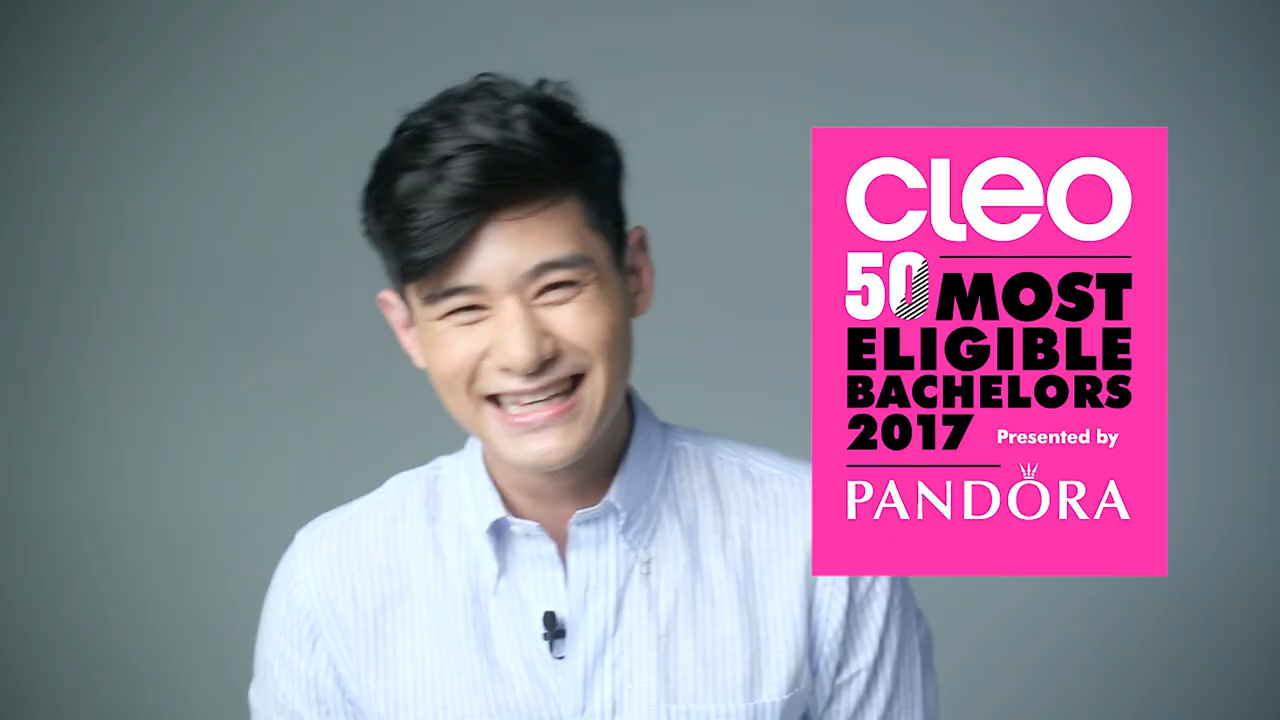 CLEO
50 MOST
ELIGIBLE
BACHELORS
2017 Presented by
PANDORA